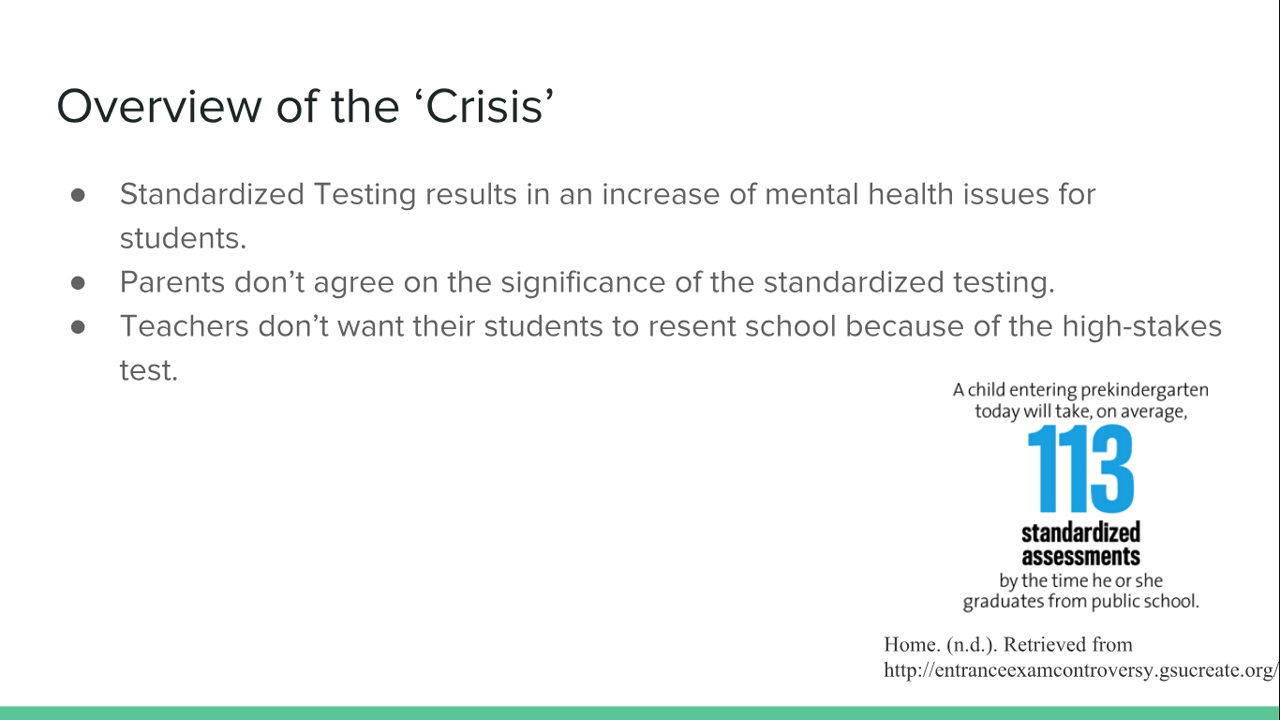 Overview of the ‘Crisis’
● Standardized Testing results in an increase of mental health issues for
students.
● Parents don’t agree on the significance of the standardized testing.
● Teachers don’t want their students to resent school because of the high-stakes
test.
A child entering prekindergarten
today will take, on average,
113
standardized
assessments
by the time he or she
graduates from public school.
Home. (n.d.). Retrieved from
http://entranceexamcontroversy.gsucreate.org/